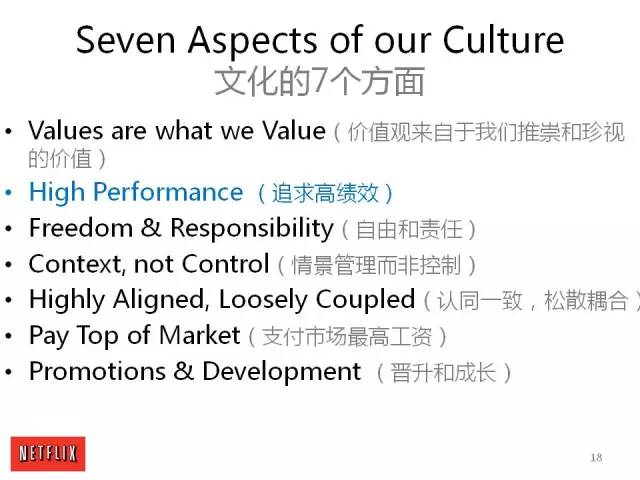 Seven Aspects of our Culture
文化的7个方面
• Values are what we Value（价值观来自于我们推崇和珍视
的价值）
• High Performance （追求高绩效）
• Freedom & Responsibility（自由和责任）
• Context, not Control（情景管理而非控制）
• Highly Aligned, Loosely Coupled（认同一致，松散耦合）
• Pay Top of Market（支付市场最高工资）
• Promotions & Development （晋升和成长）
NETFLIX
18